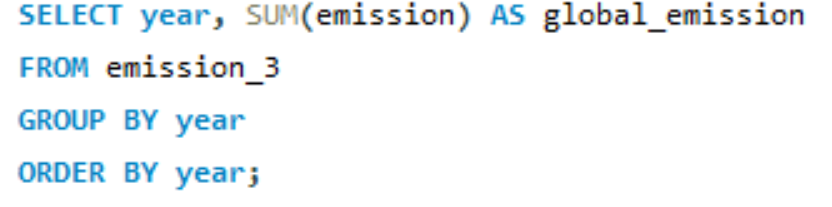 SELECT year, SUM(emission) AS global_emission
FROM emission_3
GROUP BY year
ORDER BY year;